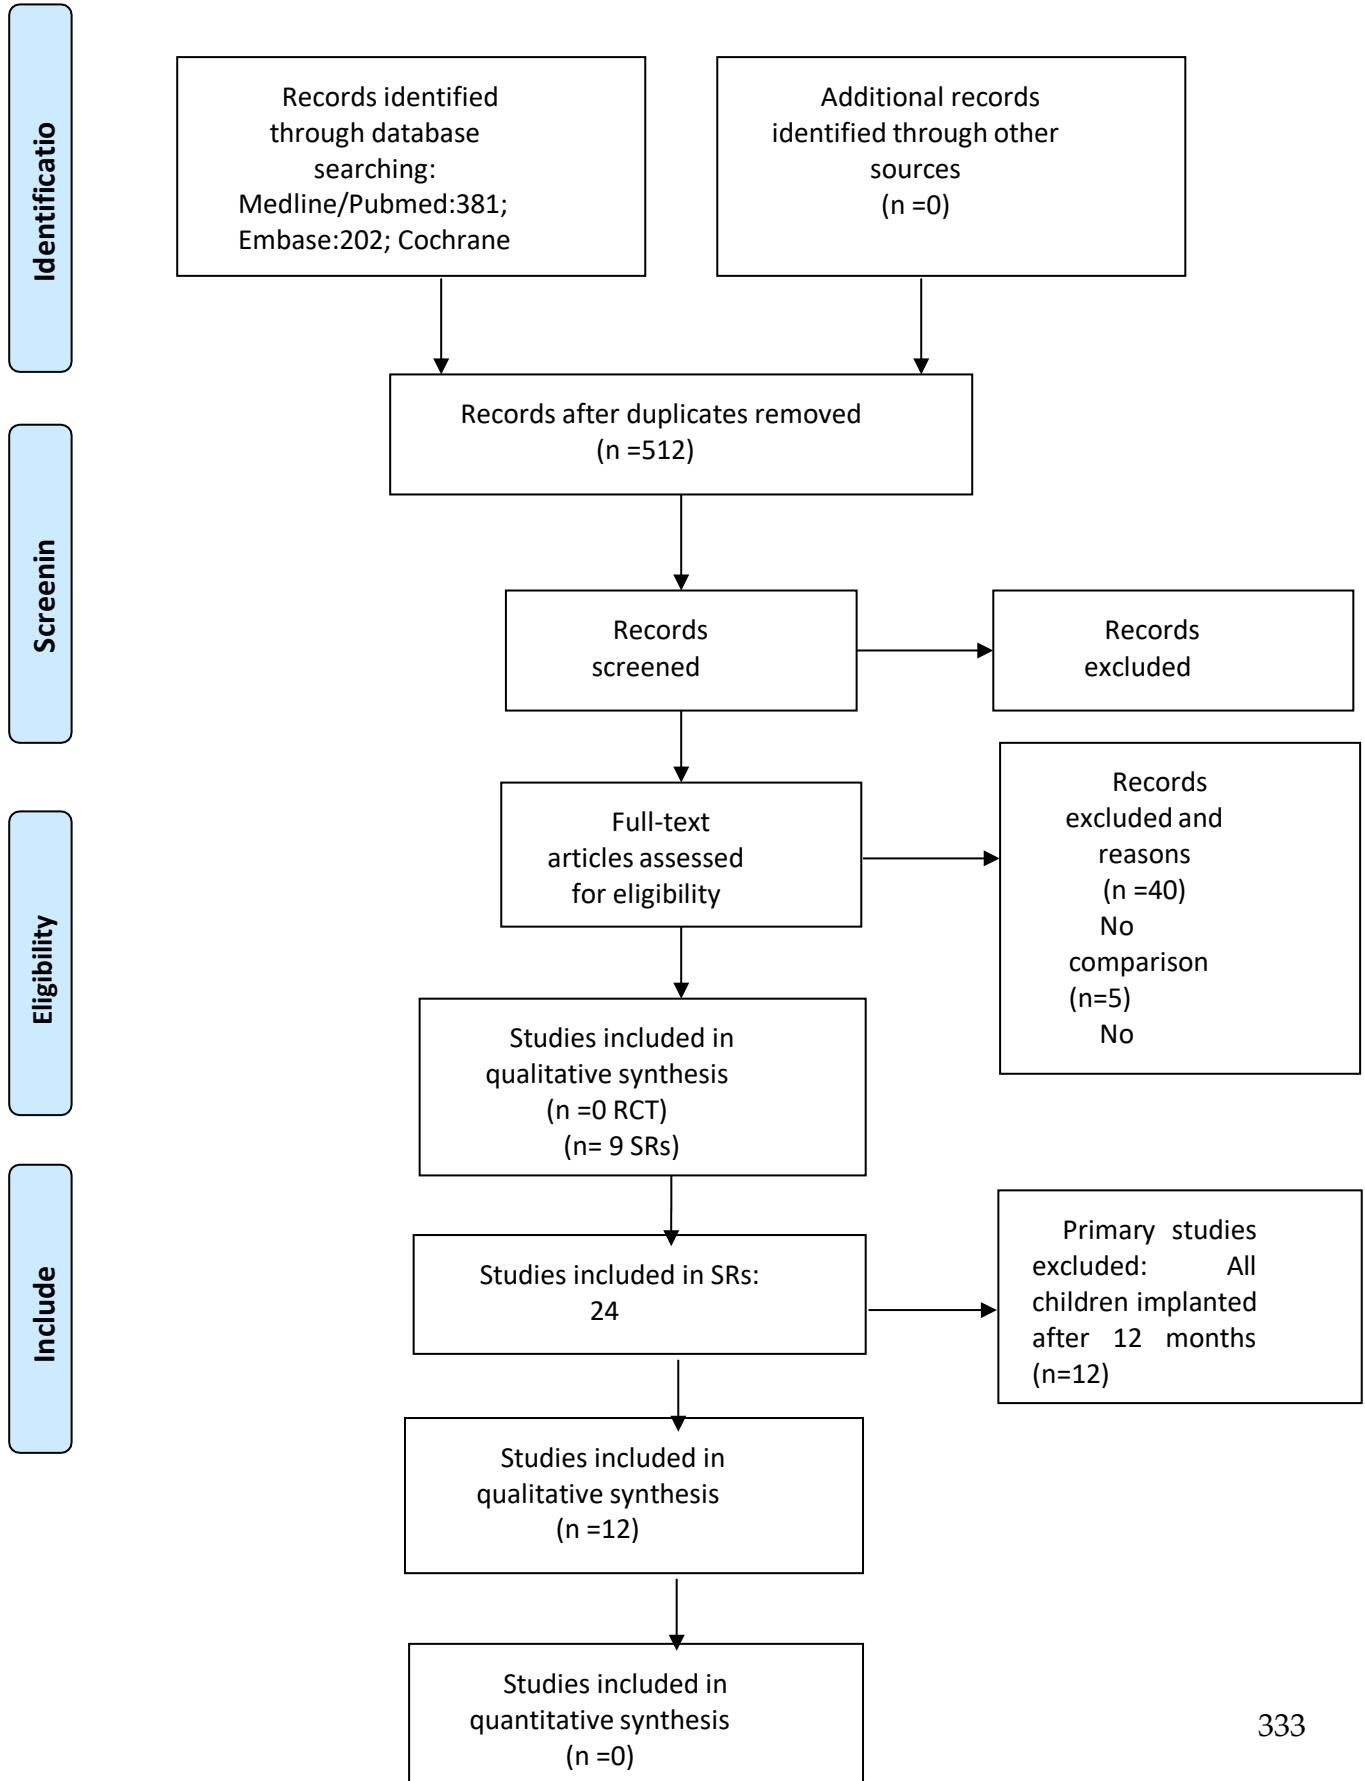 Identificatio
Records identified
through database
searching:
Medline/Pubmed:381;
Embase:202; Cochrane
Additional records
identified through other
sources
(n =0)
Records after duplicates removed
(n =512)
Screenin
Records
screened
Records
excluded
Eligibility
Full-text
articles assessed
for eligibility
Records
excluded and
reasons
(n =40)
No
comparison
(n=5)
No
Studies included in
qualitative synthesis
(n =0 RCT)
(n= 9 SRs)
Include
Studies included in SRs:
24
Primary studies
excluded: All
children implanted
after 12 months
(n=12)
Studies included in
qualitative synthesis
(n =12)
Studies included in
quantitative synthesis
(n =0)
333